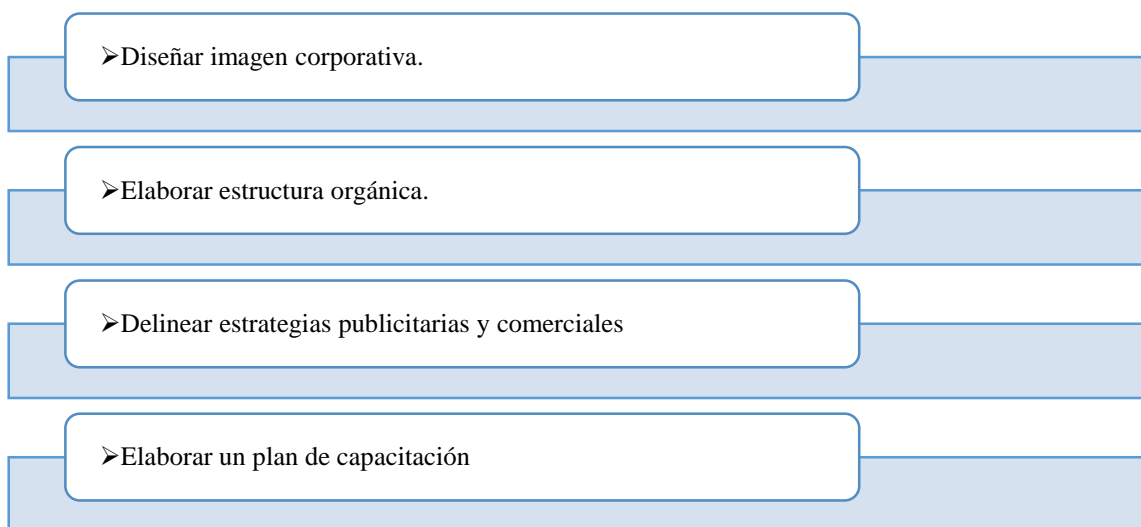 ➢Diseñar imagen corporativa.
➢Elaborar estructura orgánica.
➢Delinear estrategias publicitarias y comerciales
➢Elaborar un plan de capacitación